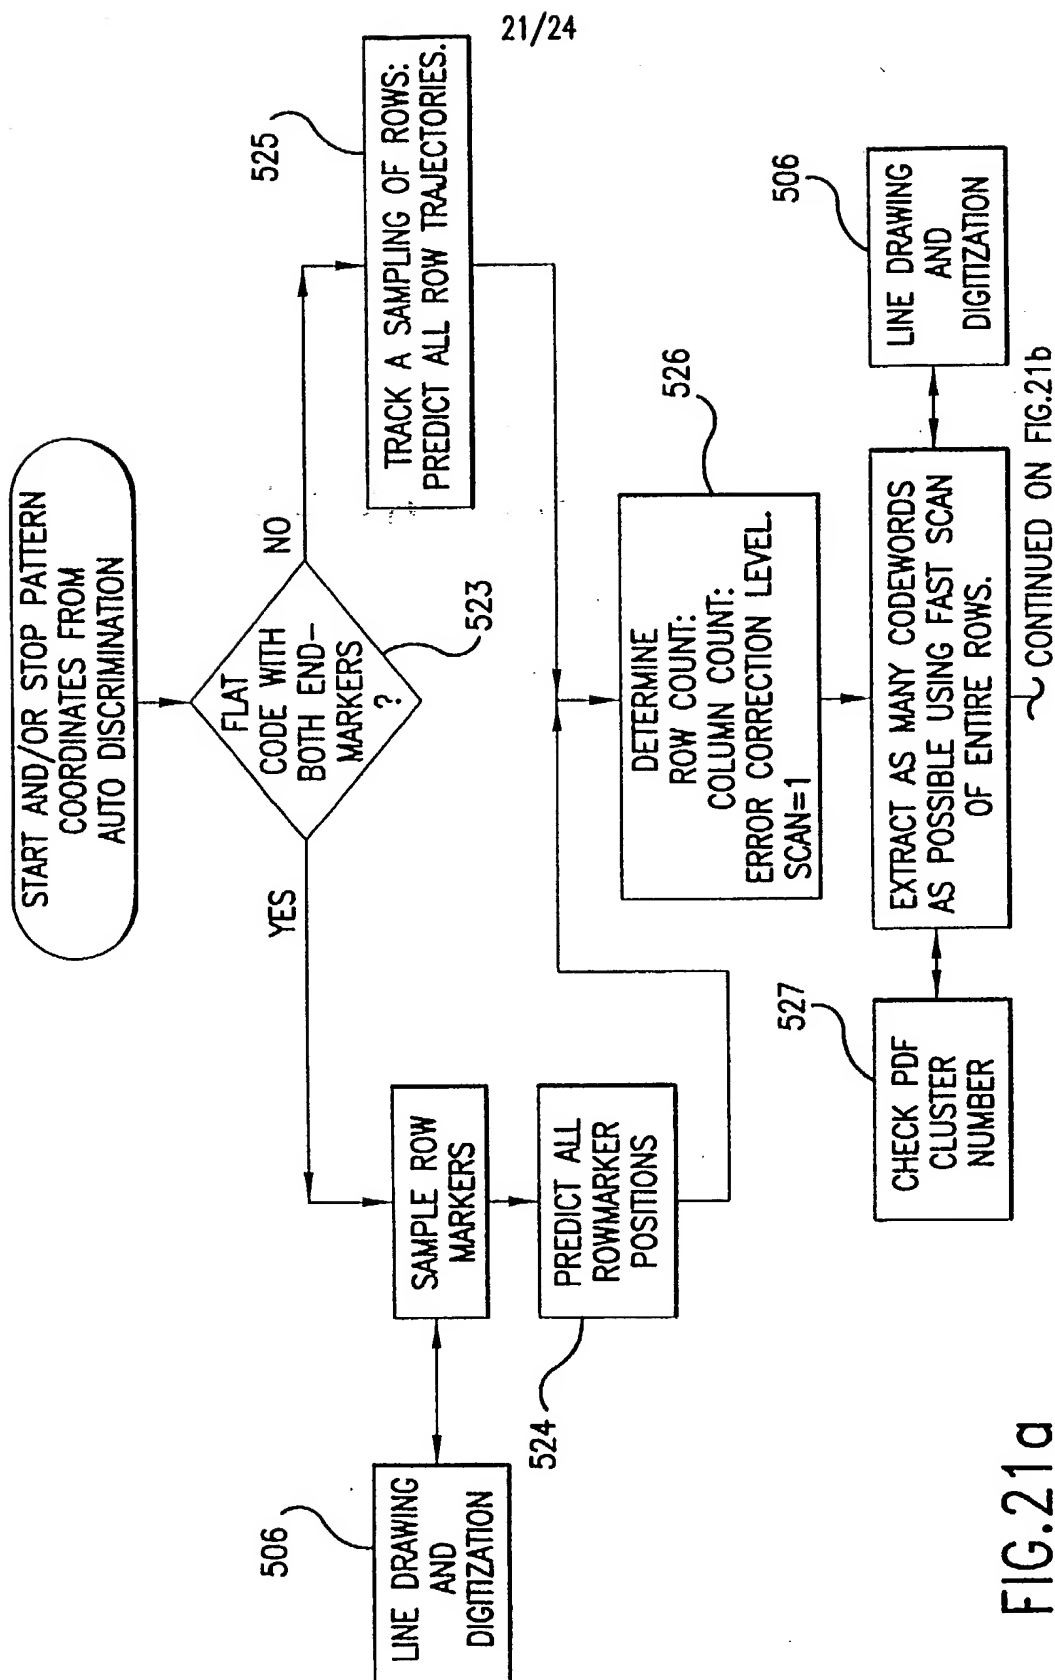 21/24
START AND/OR STOP PATTERN
COORDINATES FROM
AUTO DISCRIMINATION
FLAT
CODE WITH
BOTH END-
MARKERS
?
523
YES
NO
525
TRACK A SAMPLING OF ROWS:
PREDICT ALL ROW TRAJECTORIES.
506
LINE DRAWING
AND
DIGITIZATION
SAMPLE ROW
MARKERS
524
PREDICT ALL
ROWMARKER
POSITIONS
526
DETERMINE
ROW COUNT:
COLUMN COUNT:
ERROR CORRECTION LEVEL.
SCAN=1
527
CHECK PDF
CLUSTER
NUMBER
EXTRACT AS MANY CODEWORDS
AS POSSIBLE USING FAST SCAN
OF ENTIRE ROWS.
506
LINE DRAWING
AND
DIGITIZATION
CONTINUED ON FIG.21b
FIG.21a